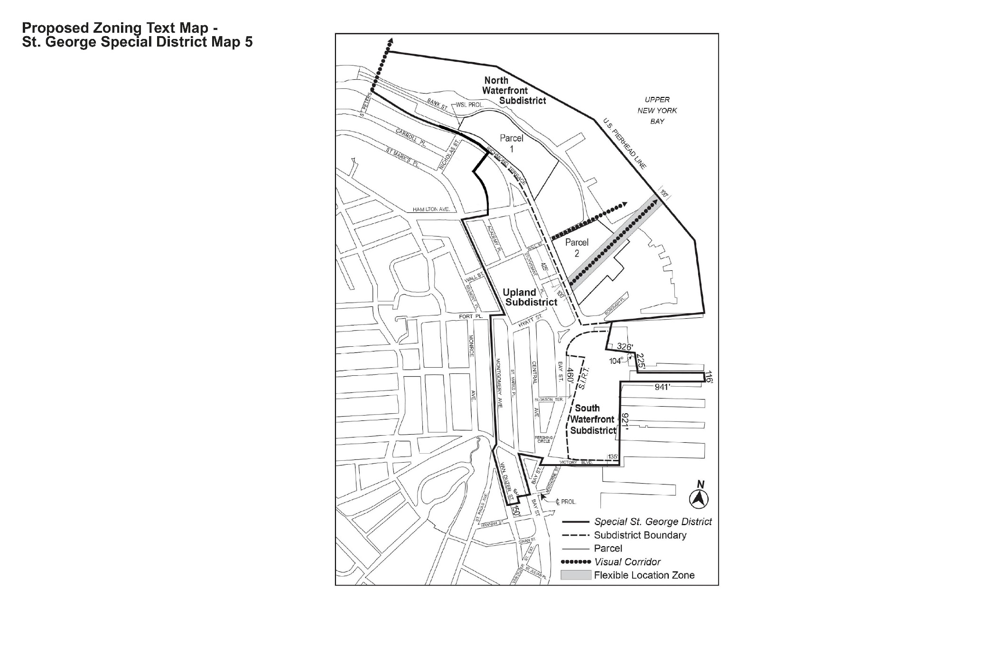 Proposed Zoning Text Map -
St. George Special District Map 5
North
Waterfront
Subdistrict
UPPER
NEW YORK
BAY
U.S. PIERHEAD LINE
ST PETER'S
BANK ST
WSL PROL.
CARROLL PL.
ST MARK'S PL.
NICHOLAS ST.
RICHMOND TERRACE
Parcel
1
100'
HAMILTON AVE.
ACADEMY PL.
WALL ST.
STUYVESANT
PL.
425'
Parcel
2
100'
WALL ST.
BELMONT PL.
Upland
Subdistrict
BOROUGH PL.
FORT PL.
HYATT ST.
MONROE
AVE.
MONTGOMERY AVE.
ST. MARKS PL.
CENTRAL
AVE.
BAY ST.
460'
S.I.R.T.
326'
104°
225'
116'
941'
SLOSSON TER.
South
Waterfront
Subdistrict
921'
PERSHING
CIRCLE
135'
VICTORY BLVD.
VAN DUZER ST.
BAY ST.
MINTHORNE ST.
℄ PROL.
150'
BAY ST.
ST. PAULS AVE.
HANNAH ST
SWAN ST.
VAN DUZER ST. EXT.
ST JULIAN PL.
N
Special St. George District
Subdistrict Boundary
Parcel
Visual Corridor
Flexible Location Zone